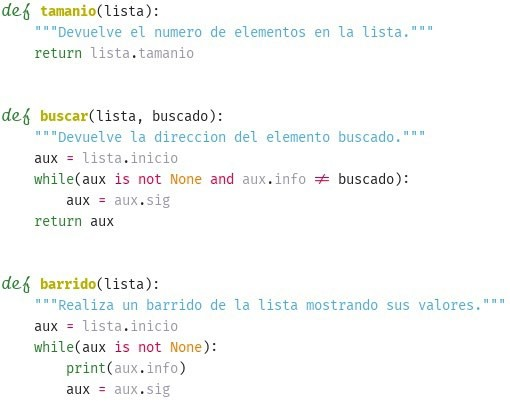 def tamanio(lista):
    """Devuelve el numero de elementos en la lista."""
    return lista.tamanio
def buscar(lista, buscado):
    """Devuelve la direccion del elemento buscado."""
    aux = lista.inicio
    while(aux is not None and aux.info != buscado):
        aux = aux.sig
    return aux
def barrido(lista):
    """Realiza un barrido de la lista mostrando sus valores."""
    aux = lista.inicio
    while(aux is not None):
        print(aux.info)
        aux = aux.sig